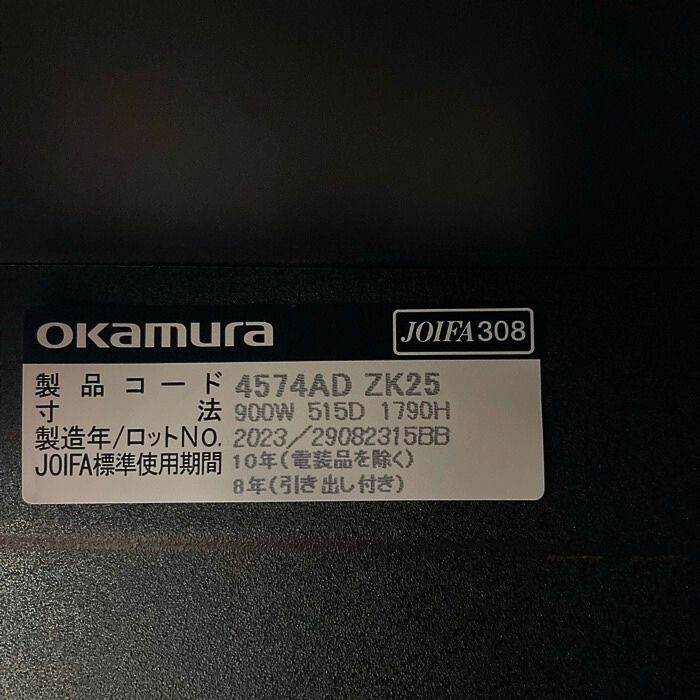 okamura JOIFA308
製品コード 4574AD ZK25
寸法 900W 515D 1790H
製造年/ロットNo. 2023/29082315BB
JOIFA標準使用期間 10年(電装品を除く)
8年(引き出し付き)